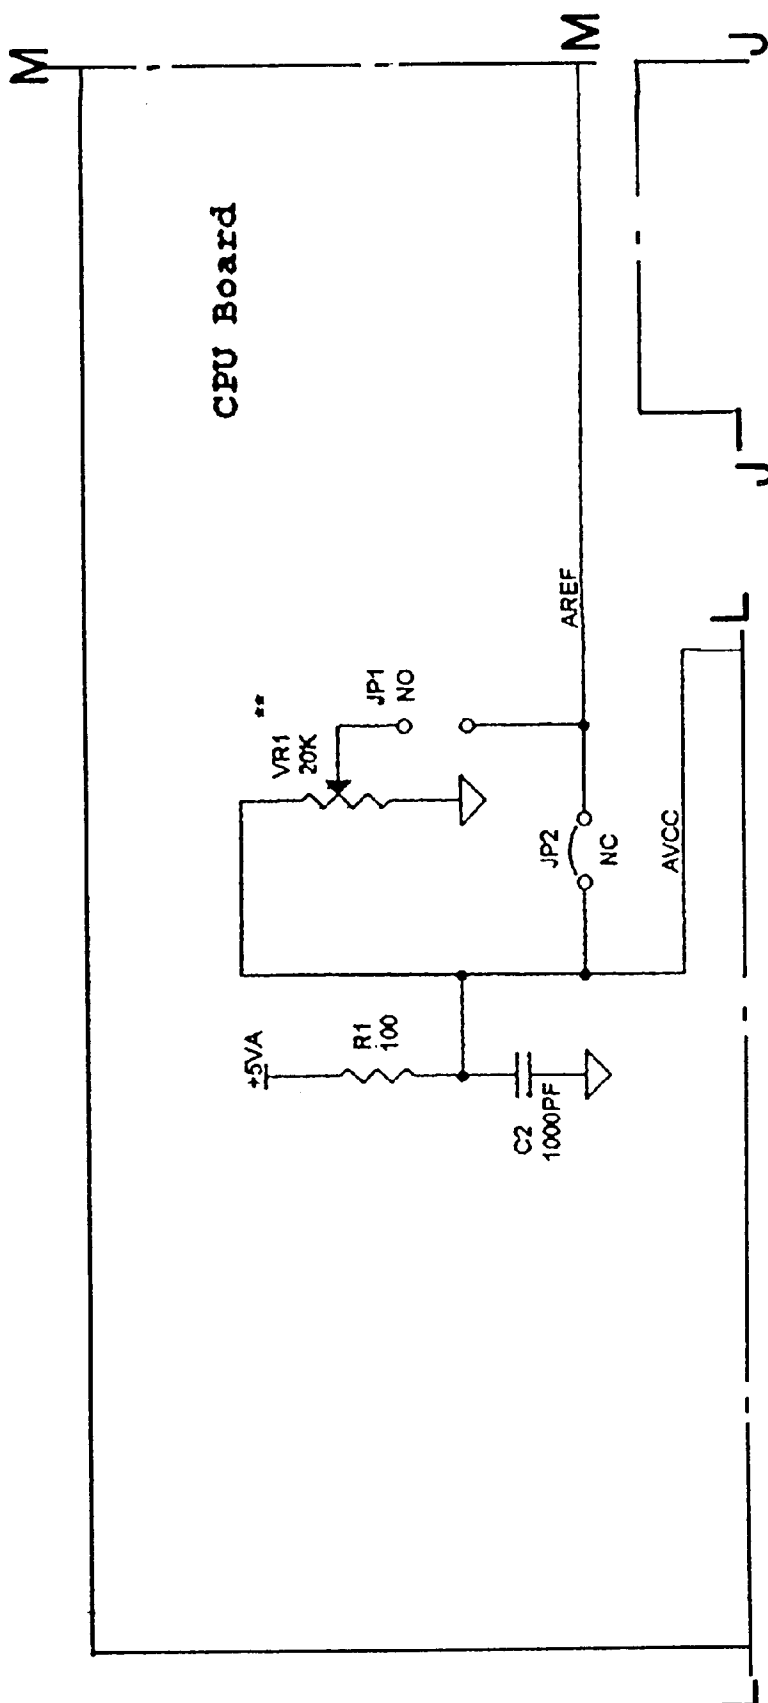 M
M
J
CPU Board
**
VR1
20K
JP1
NO
AREF
J
L
JP2
NC
AVCC
+5VA
R1
100
C2
1000PF
L